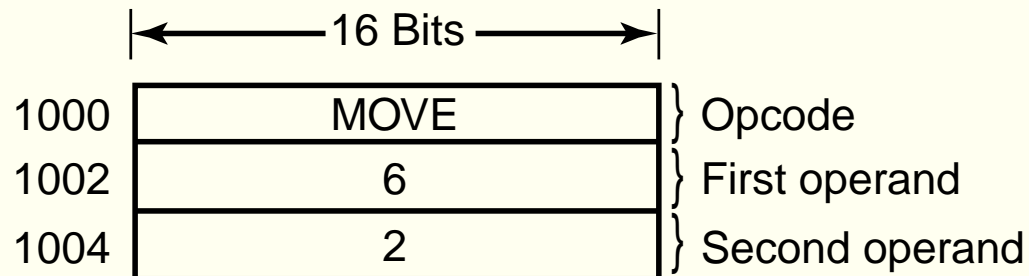 16 Bits
1000 MOVE } Opcode
1002 6 } First operand
1004 2 } Second operand